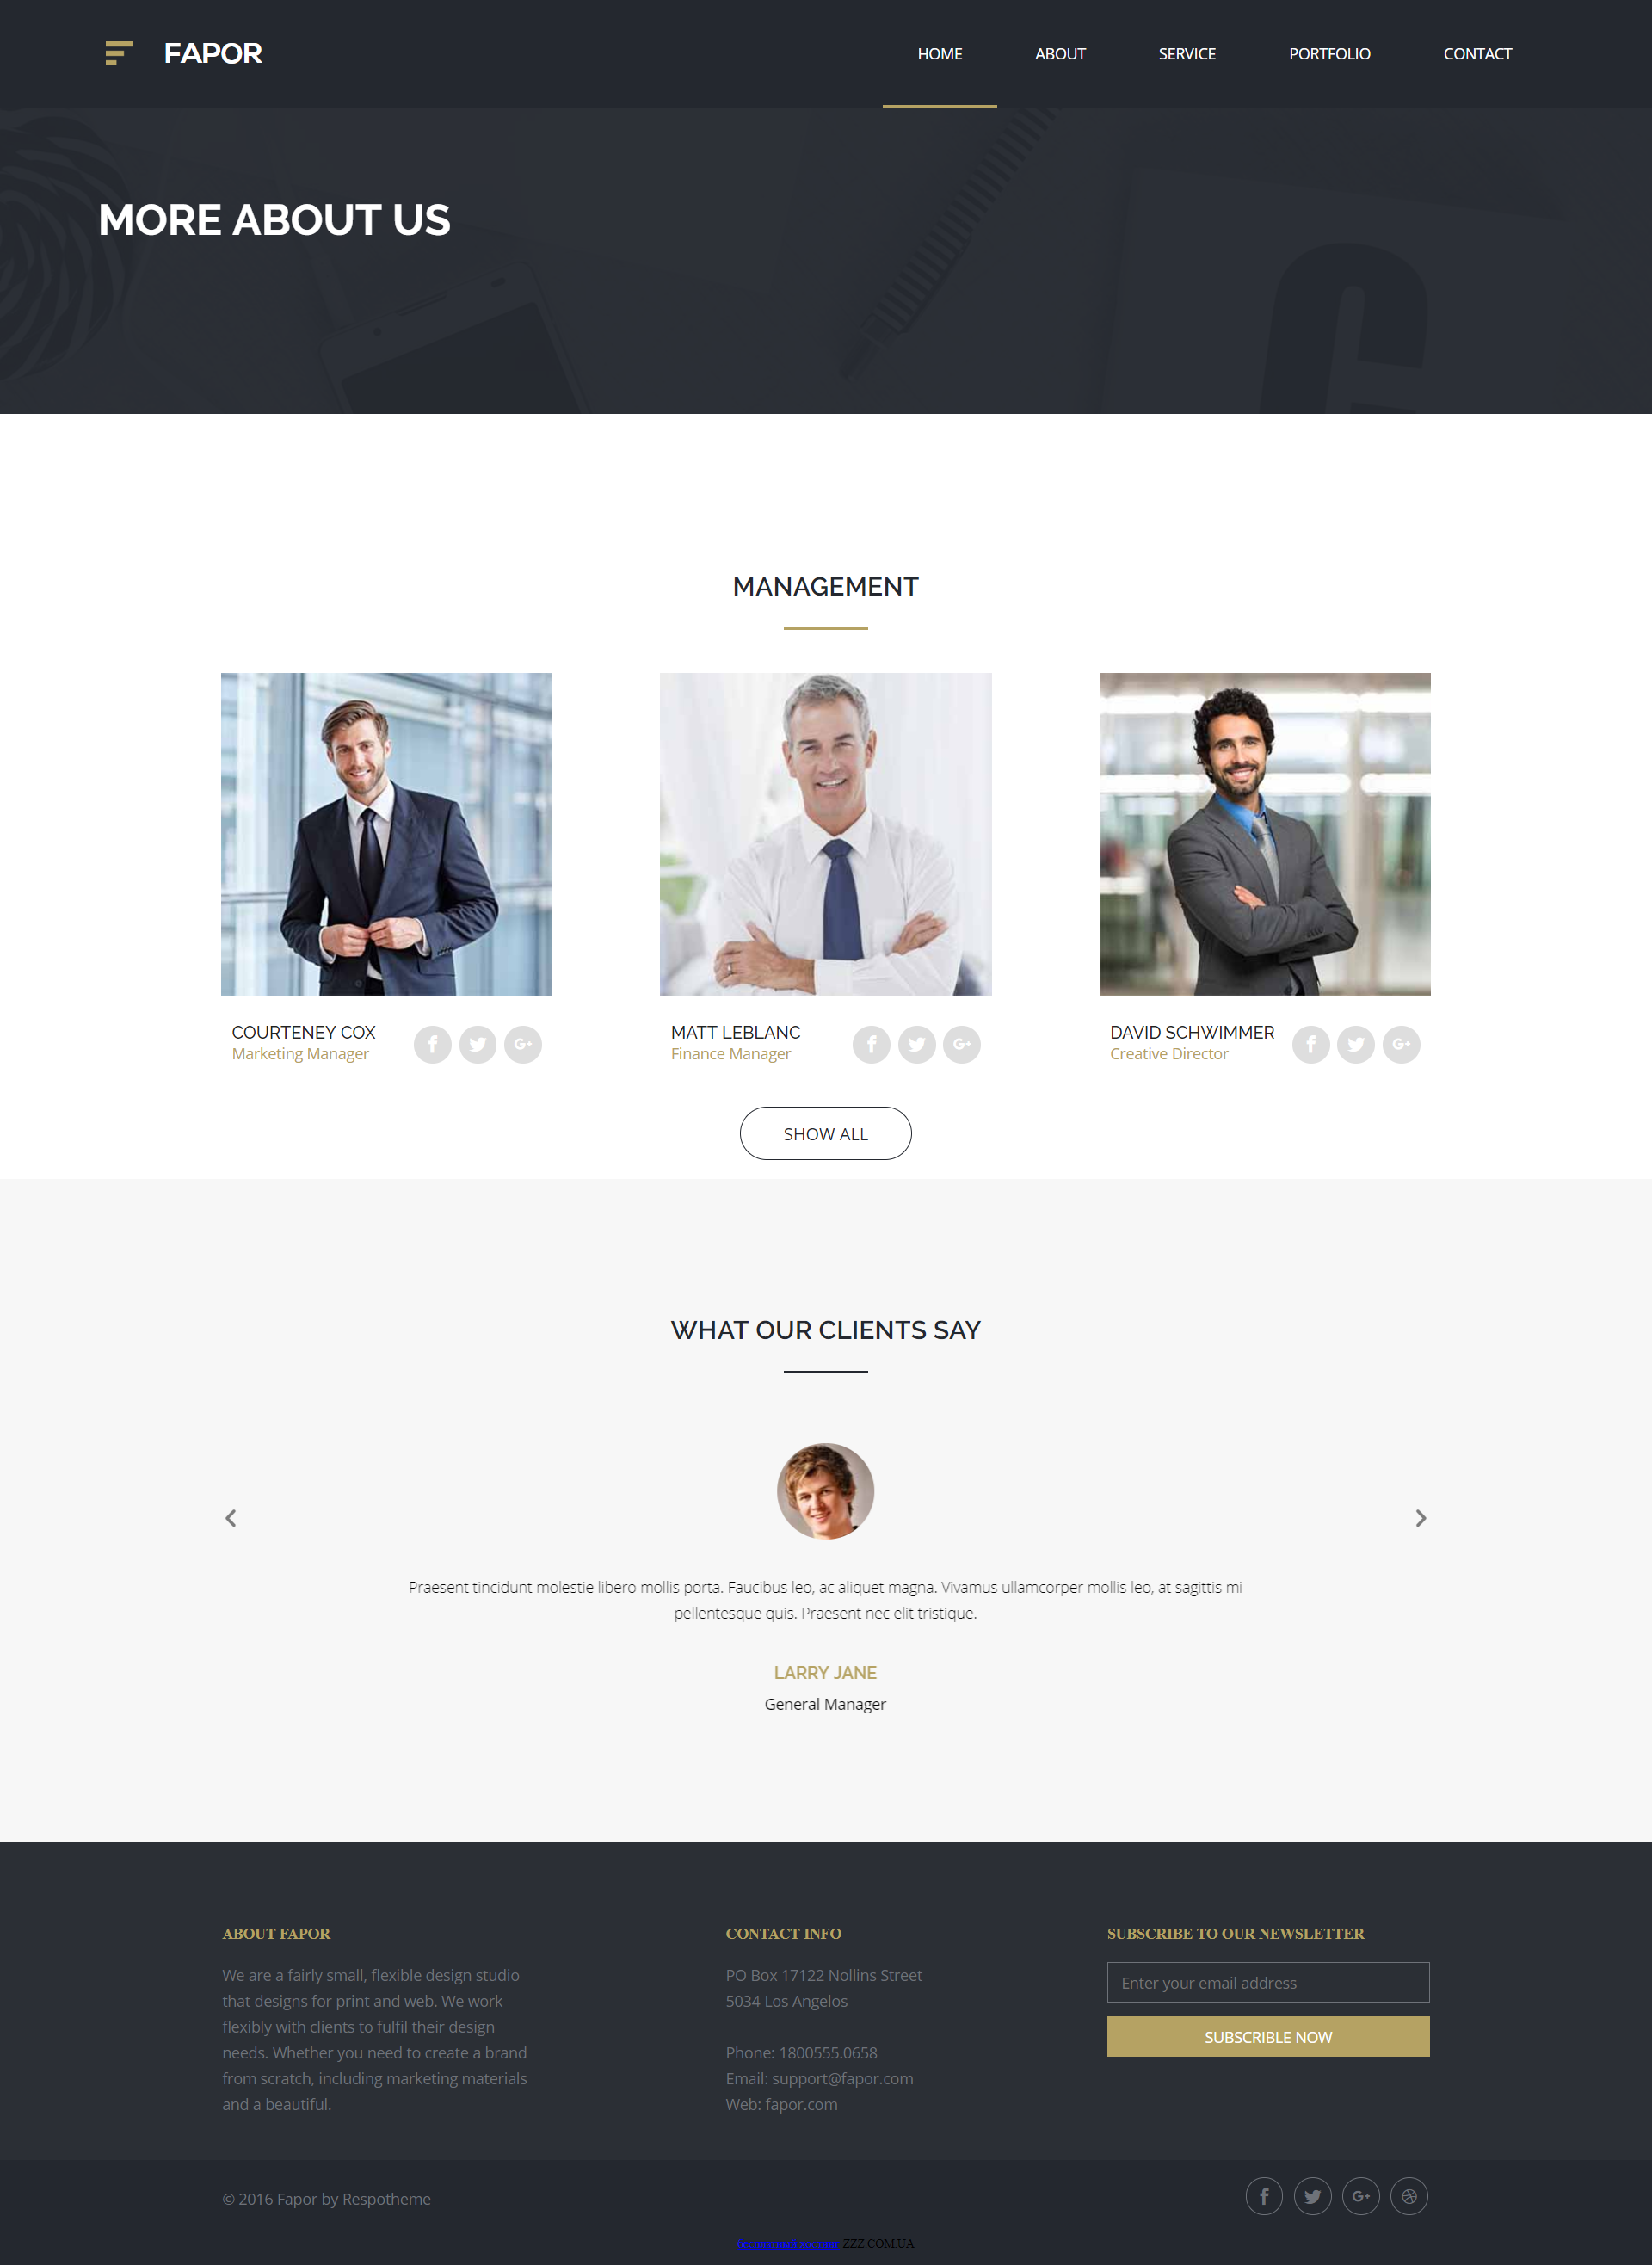 FAPOR
HOME
ABOUT
SERVICE
PORTFOLIO
CONTACT
MORE ABOUT US
MANAGEMENT
COURTENEY COX
Marketing Manager
MATT LEBLANC
Finance Manager
DAVID SCHWIMMER
Creative Director
SHOW ALL
WHAT OUR CLIENTS SAY
Praesent tincidunt molestie libero mollis porta. Faucibus leo, ac aliquet magna. Vivamus ullamcorper mollis leo, at sagittis mi
pellentesque quis. Praesent nec elit tristique.
LARRY JANE
General Manager
ABOUT FAPOR
We are a fairly small, flexible design studio
that designs for print and web. We work
flexibly with clients to fulfil their design
needs. Whether you need to create a brand
from scratch, including marketing materials
and a beautiful.
CONTACT INFO
PO Box 17122 Nollins Street
5034 Los Angelos
Phone: 1800555.0658
Email: support@fapor.com
Web: fapor.com
SUBSCRIBE TO OUR NEWSLETTER
Enter your email address
SUBSCRIBLE NOW
© 2016 Fapor by Respotheme
ZZZ.COM.UA